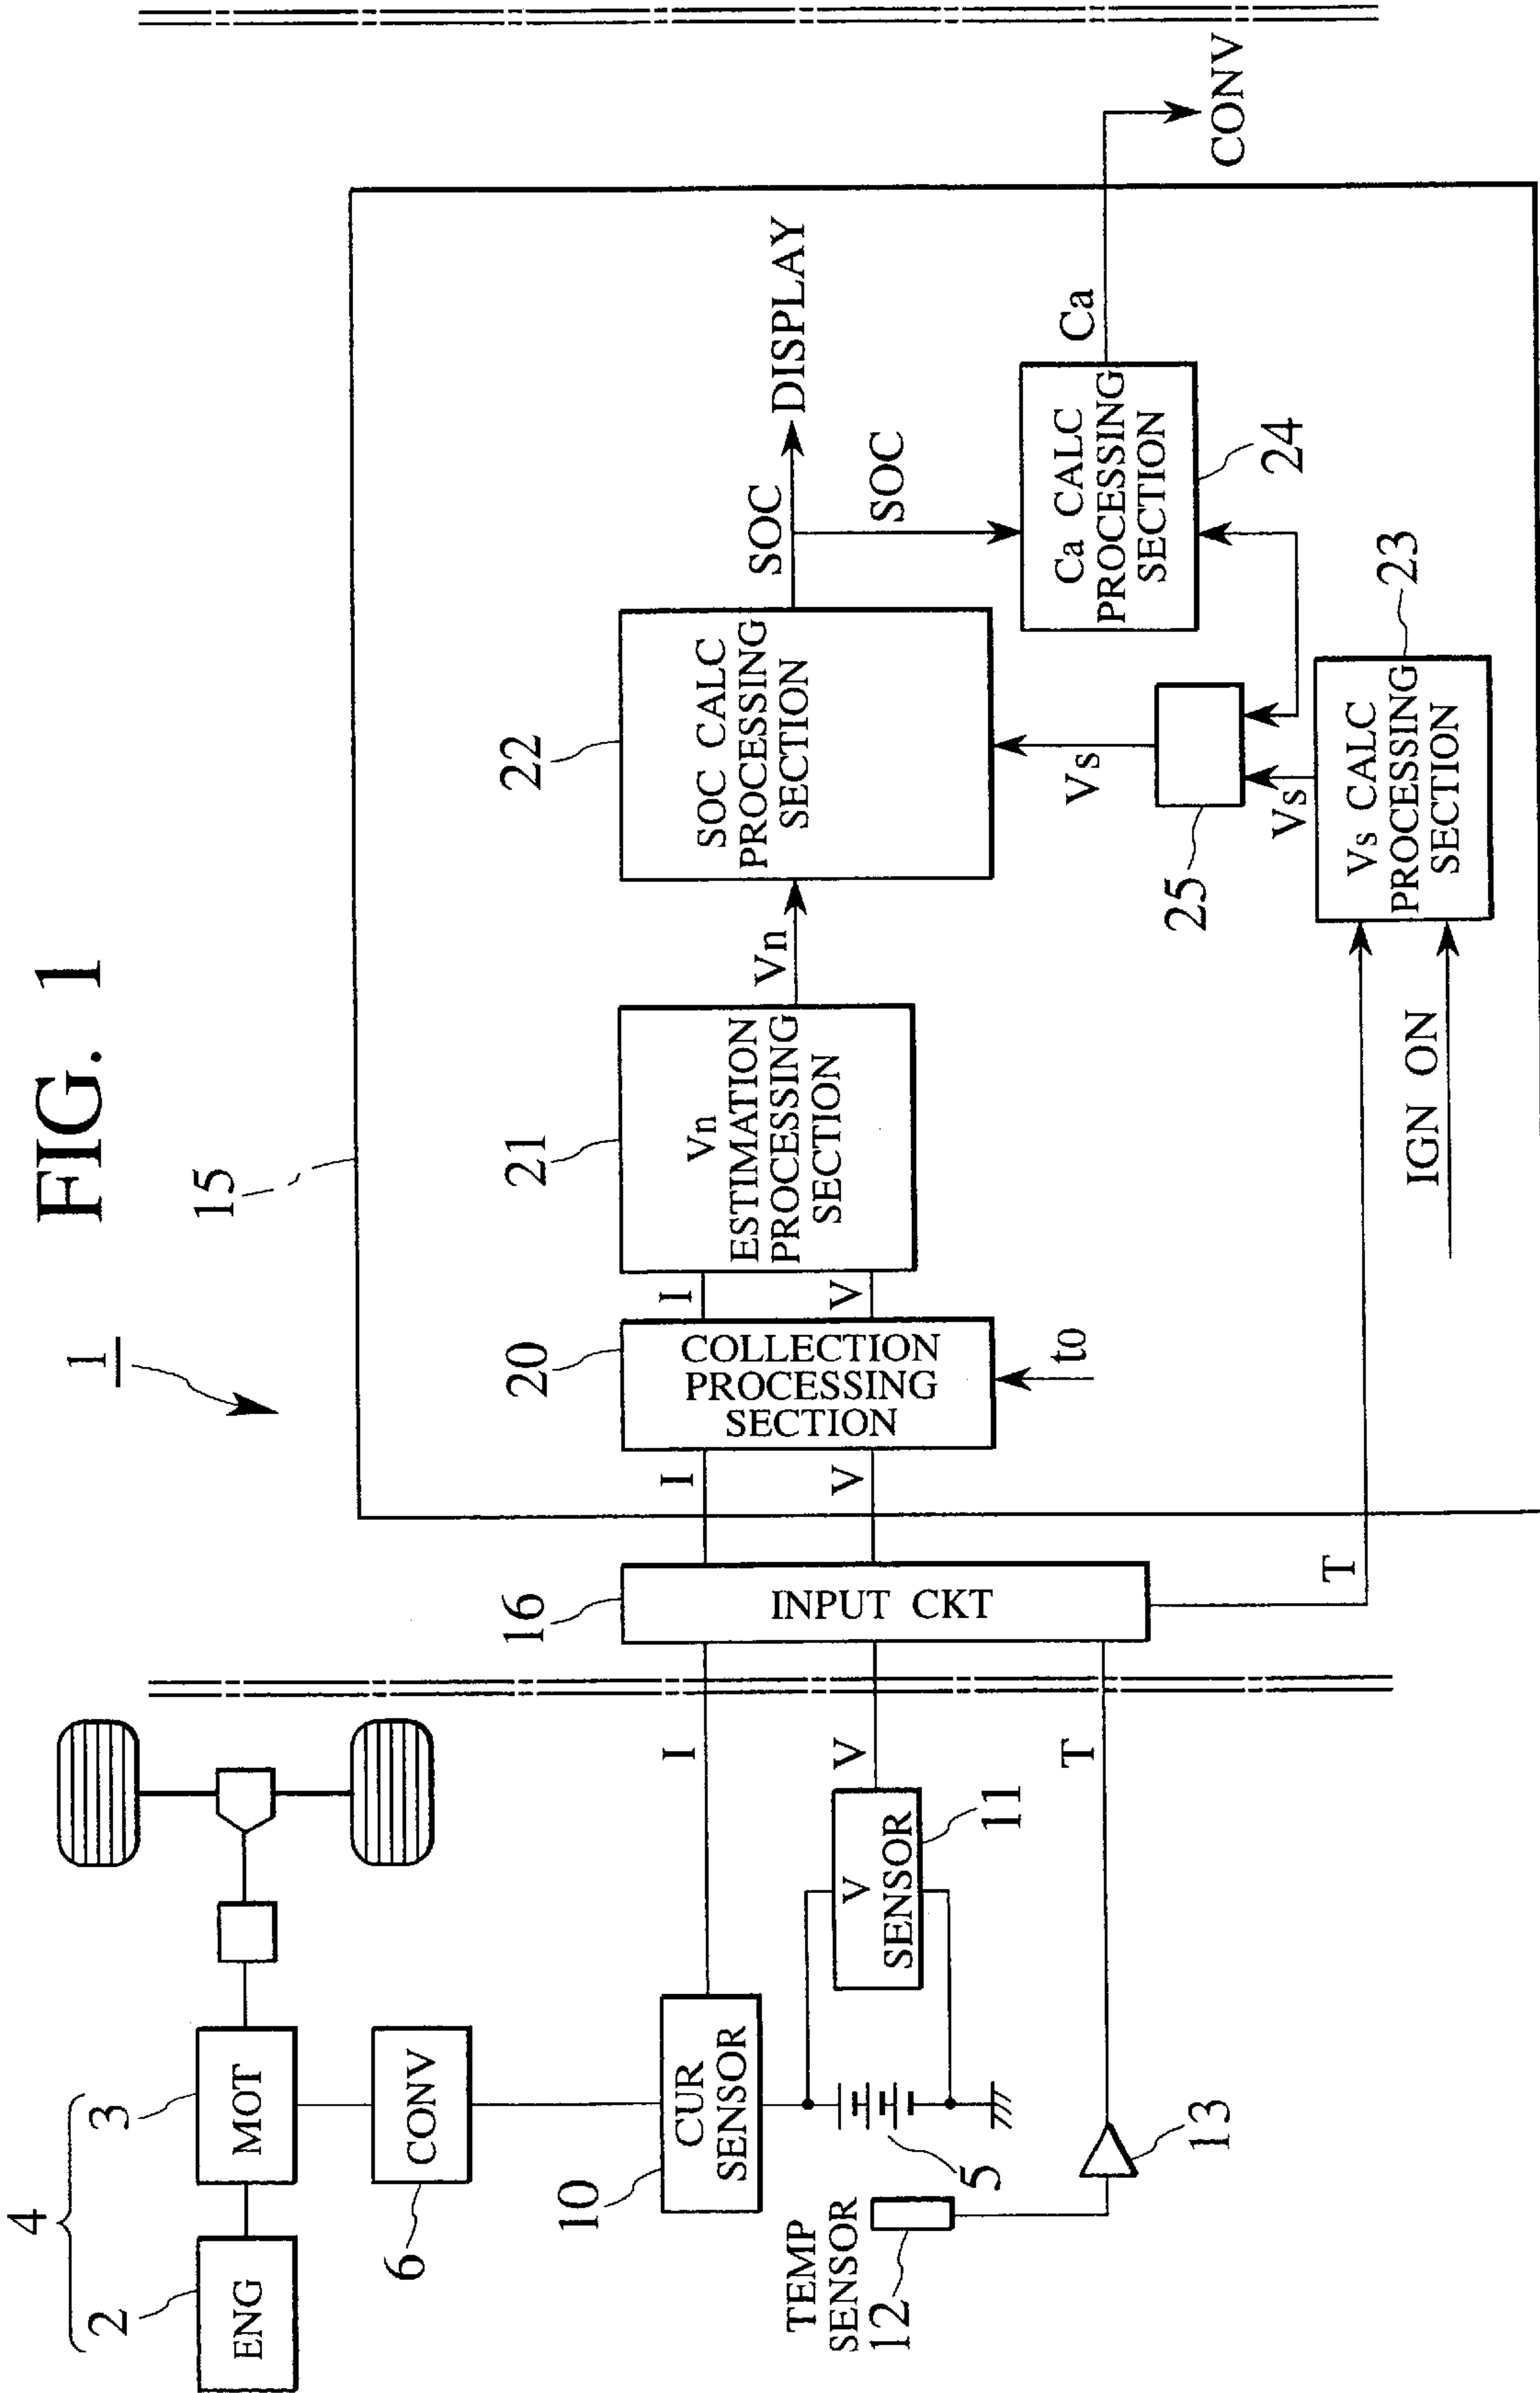 FIG. 1
1
15
4
2
ENG
3
MOT
6
CONV
10
CUR
SENSOR
I
5
V
SENSOR
11
V
TEMP
SENSOR
12
13
T
16
INPUT CKT
I
V
T
20
COLLECTION
PROCESSING
SECTION
t0
I
V
21
Vn
ESTIMATION
PROCESSING
SECTION
Vn
22
SOC CALC
PROCESSING
SECTION
SOC
DISPLAY
SOC
Vs
25
Vs
IGN ON
Vs CALC
PROCESSING
SECTION
23
Ca CALC
PROCESSING
SECTION
24
Ca
CONV